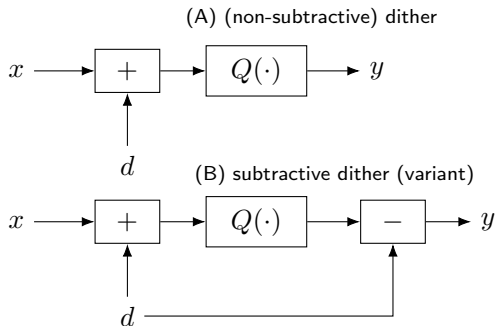 (A) (non-subtractive) dither
x + Q(·) y
d
(B) subtractive dither (variant)
x + Q(·) − y
d